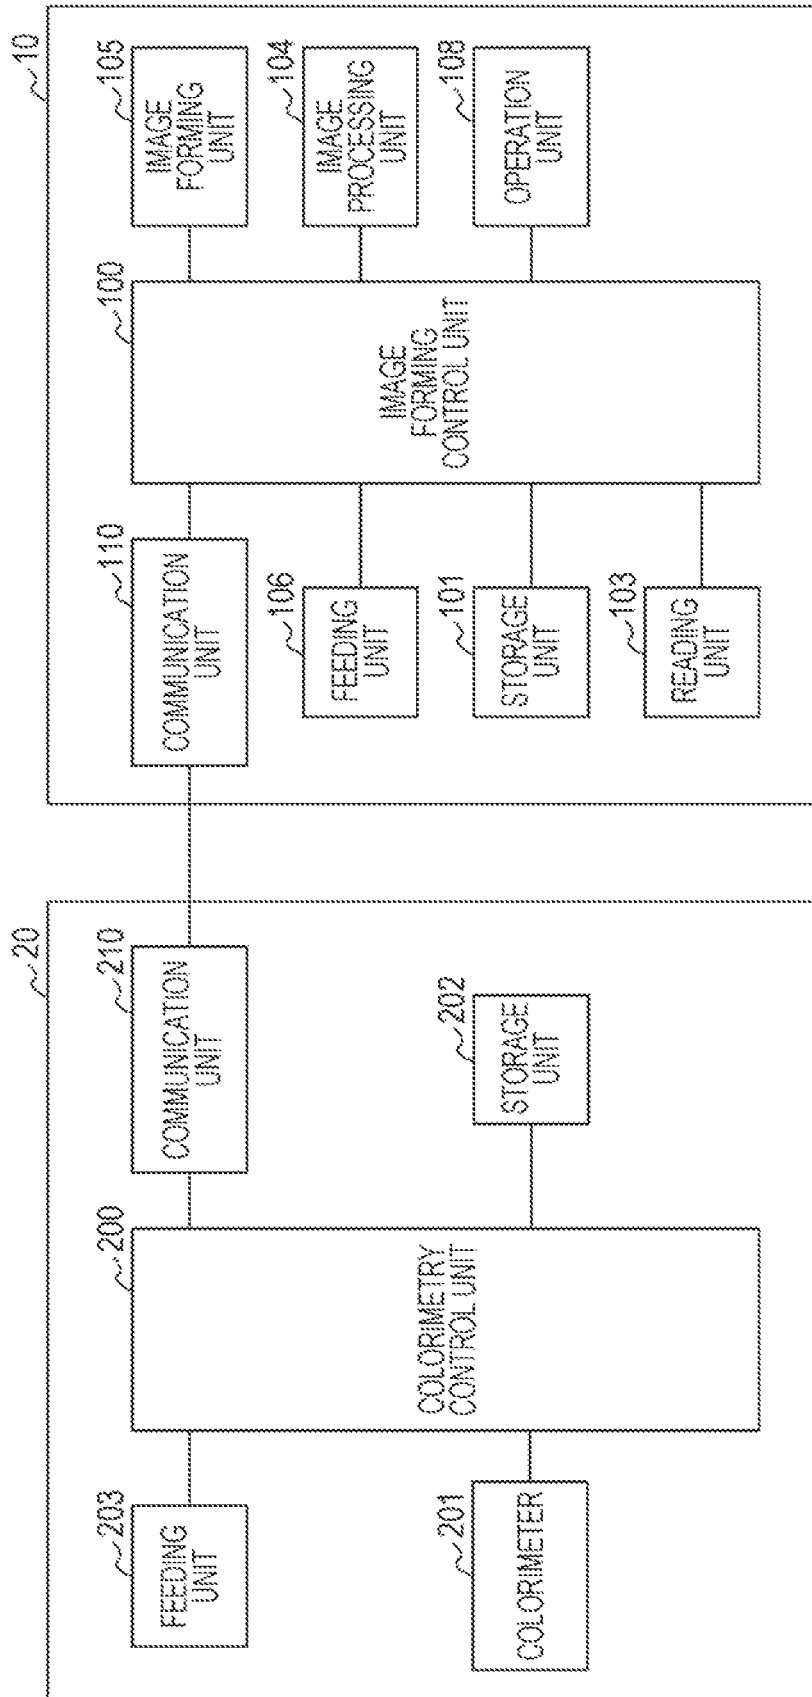 20
203
FEEDING
UNIT
200
210
COMMUNICATION
UNIT
COLORIMETRY
CONTROL UNIT
201
COLORIMETER
202
STORAGE
UNIT
10
110
COMMUNICATION
UNIT
100
105
IMAGE
FORMING
UNIT
106
FEEDING
UNIT
IMAGE
FORMING
CONTROL UNIT
104
IMAGE
PROCESSING
UNIT
101
STORAGE
UNIT
108
OPERATION
UNIT
103
READING
UNIT